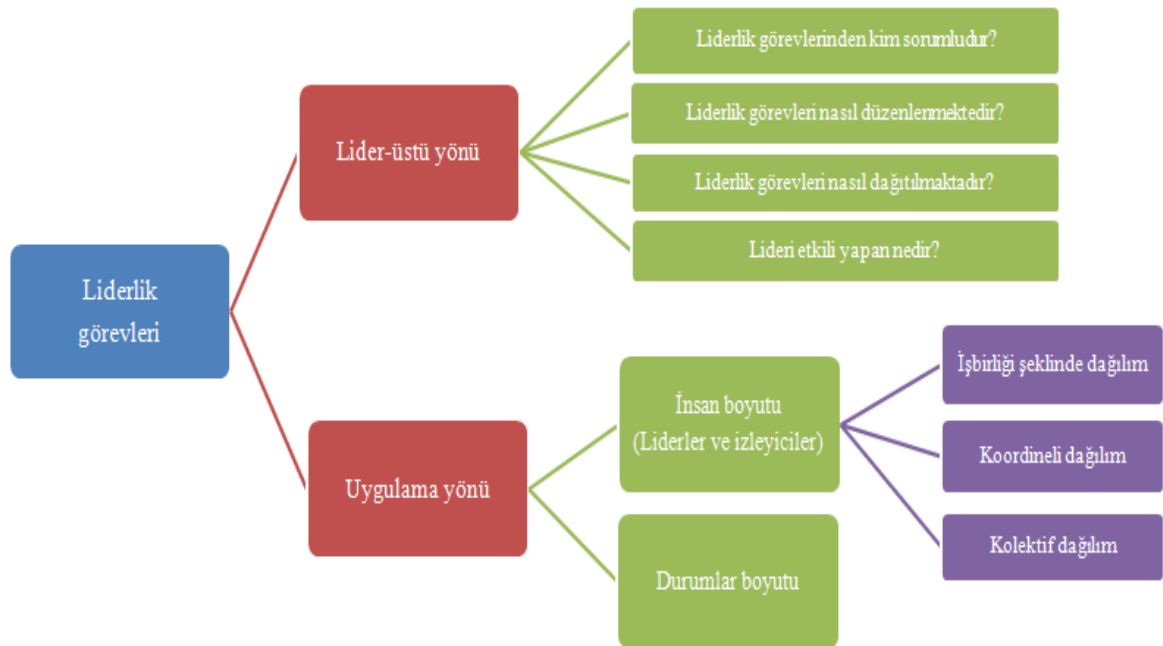 Liderlik görevlerinden kim sorumludur?
Lider-üstü yönü
Liderlik görevleri nasıl düzenlenmektedir?
Liderlik görevleri nasıl dağıtılmaktadır?
Lideri etkili yapan nedir?
Liderlik
görevleri
Uygulama yönü
İnsan boyutu
(Liderler ve izleyiciler)
İşbirliği şeklinde dağılım
Koordineli dağılım
Kolektif dağılım
Durumlar boyutu